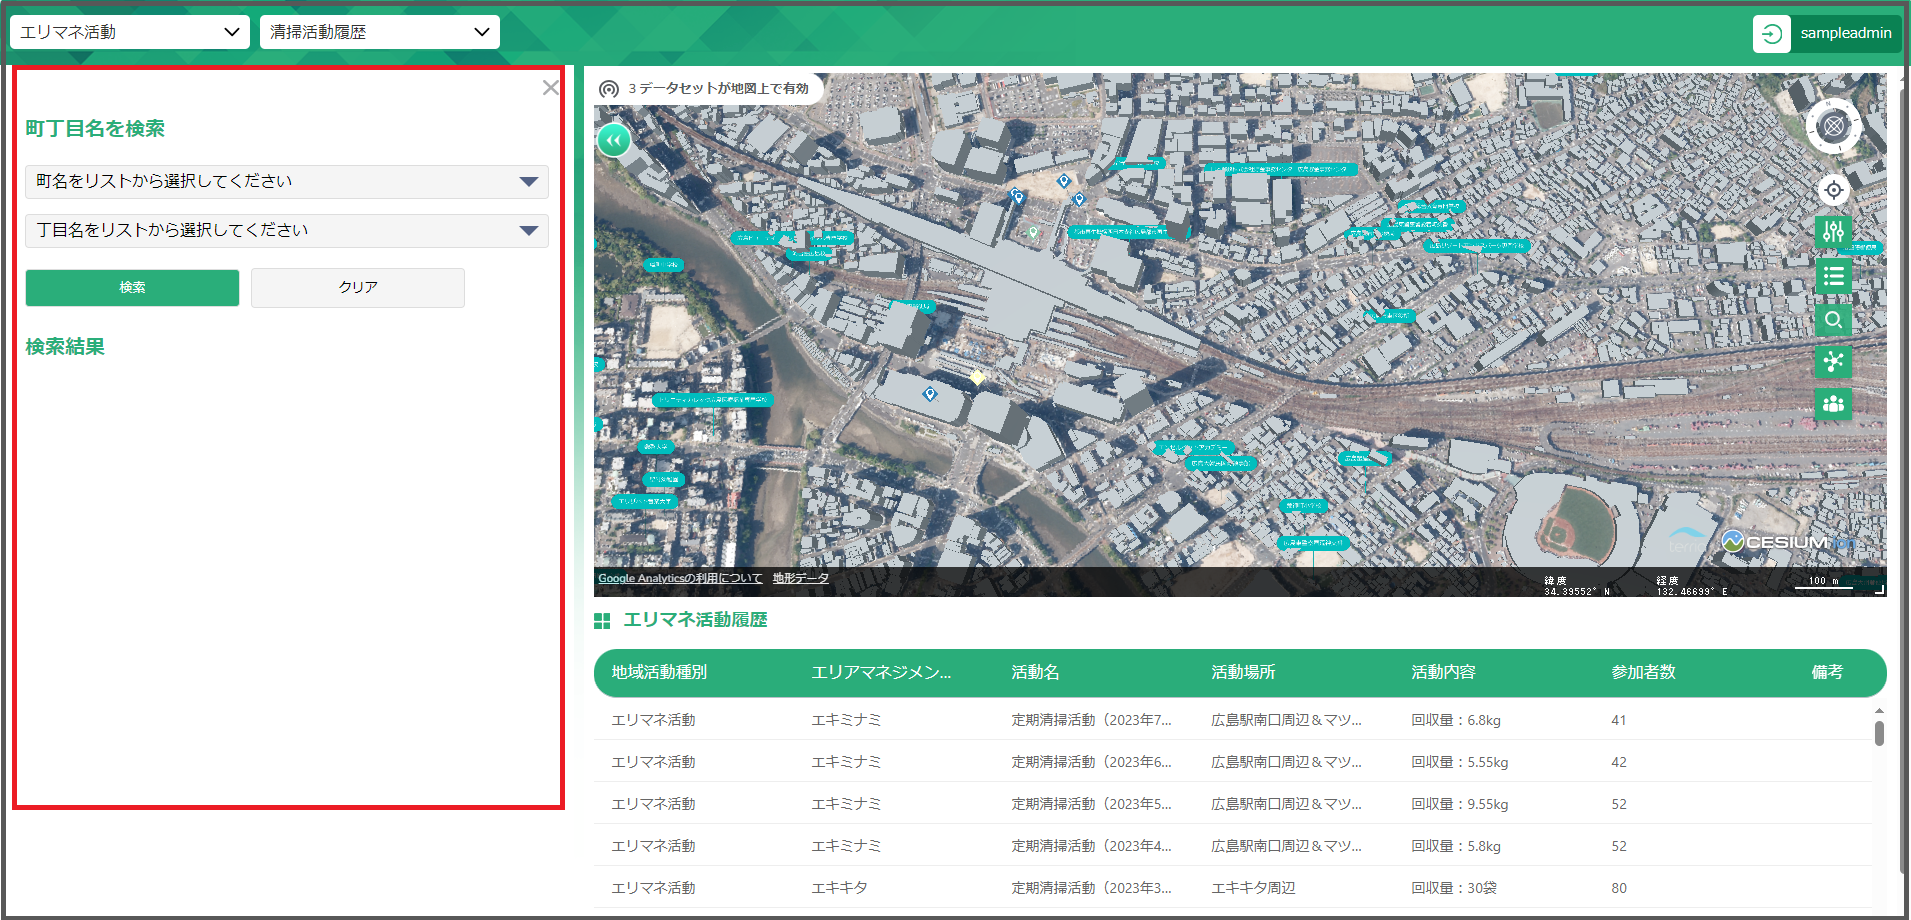 エリマネ活動
清掃活動履歴
sampleadmin
町丁目名を検索
町名をリストから選択してください
丁目名をリストから選択してください
検索
クリア
検索結果
3 データセットが地図上で有効
CESIUM ion
Google Analyticsの利用について 地形データ
緯度
34.39552° N
経度
132.46699° E
100 m
エリマネ活動履歴
地域活動種別 エリアマネジメン... 活動名 活動場所 活動内容 参加者数 備考
エリマネ活動 エキミナミ 定期清掃活動（2023年7... 広島駅南口周辺＆マツ... 回収量：6.8kg 41
エリマネ活動 エキミナミ 定期清掃活動（2023年6... 広島駅南口周辺＆マツ... 回収量：5.55kg 42
エリマネ活動 エキミナミ 定期清掃活動（2023年5... 広島駅南口周辺＆マツ... 回収量：9.55kg 52
エリマネ活動 エキミナミ 定期清掃活動（2023年4... 広島駅南口周辺＆マツ... 回収量：5.8kg 52
エリマネ活動 エキキタ 定期清掃活動（2023年3... エキキタ周辺 回収量：30袋 80